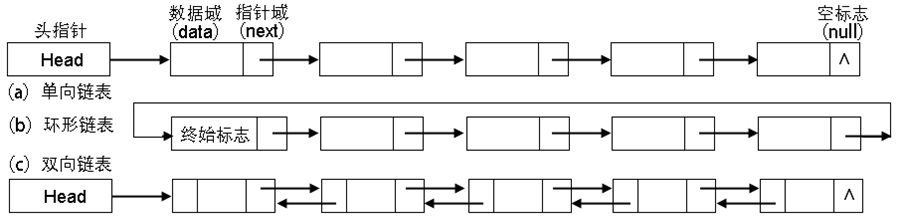 头指针
数据域 指针域 空标志
(data) (next) (null)
Head ∧
(a) 单向链表
(b) 环形链表 终始标志
(c) 双向链表
Head ∧